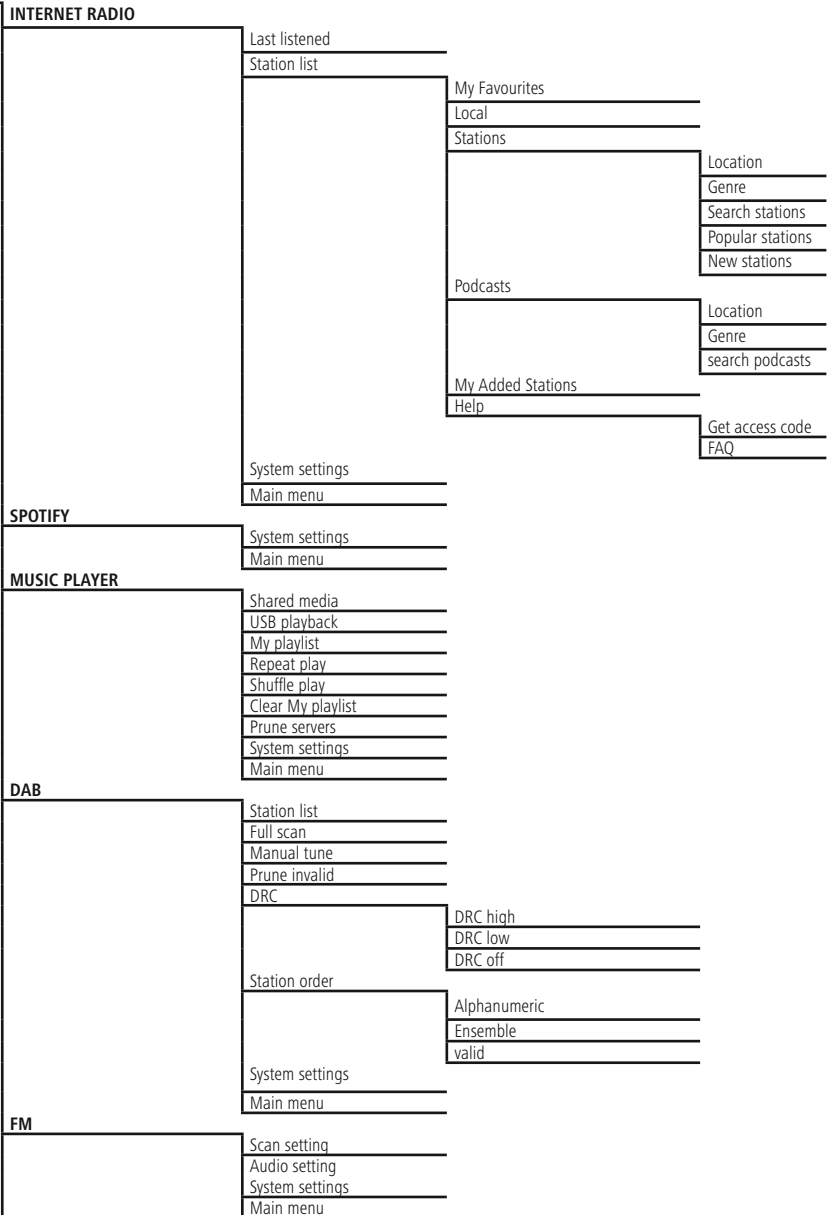 INTERNET RADIO
Last listened
Station list
My Favourites
Local
Stations
Location
Genre
Search stations
Popular stations
New stations
Podcasts
Location
Genre
search podcasts
My Added Stations
Help
Get access code
FAQ
System settings
Main menu
SPOTIFY
System settings
Main menu
MUSIC PLAYER
Shared media
USB playback
My playlist
Repeat play
Shuffle play
Clear My playlist
Prune servers
System settings
Main menu
DAB
Station list
Full scan
Manual tune
Prune invalid
DRC
DRC high
DRC low
DRC off
Station order
Alphanumeric
Ensemble
valid
System settings
Main menu
FM
Scan setting
Audio setting
System settings
Main menu